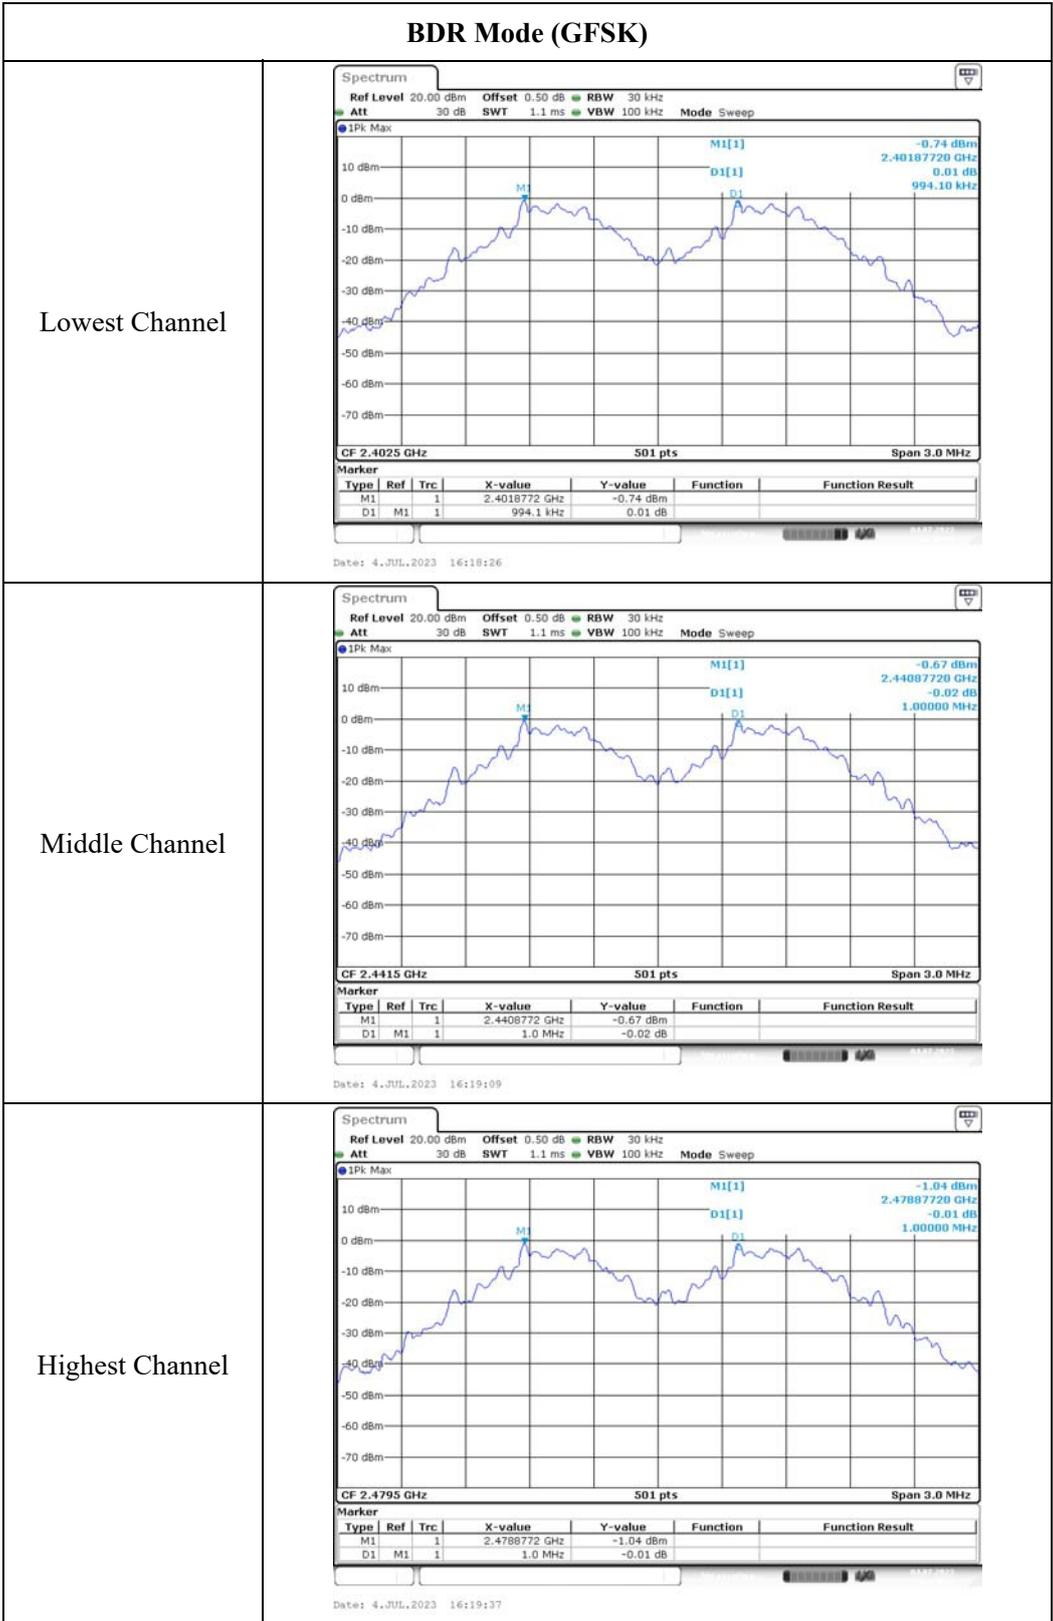 BDR Mode (GFSK)
Lowest Channel
Spectrum
Ref Level 20.00 dBm Offset 0.50 dB RBW 30 kHz
Att 30 dB SWT 1.1 ms VBW 100 kHz Mode Sweep
1Pk Max
M1[1] -0.74 dBm
2.40187720 GHz
D1[1] 0.01 dB
994.10 kHz
10 dBm
M1
D1
0 dBm
-10 dBm
-20 dBm
-30 dBm
-40 dBm
-50 dBm
-60 dBm
-70 dBm
CF 2.4025 GHz 501 pts Span 3.0 MHz
Marker
Type Ref Trc X-value Y-value Function Function Result
M1 1 2.4018772 GHz -0.74 dBm
D1 M1 1 994.1 kHz 0.01 dB
Date: 4.JUL.2023 16:18:26
Middle Channel
Spectrum
Ref Level 20.00 dBm Offset 0.50 dB RBW 30 kHz
Att 30 dB SWT 1.1 ms VBW 100 kHz Mode Sweep
1Pk Max
M1[1] -0.67 dBm
2.44087720 GHz
D1[1] -0.02 dB
1.00000 MHz
10 dBm
M1
D1
0 dBm
-10 dBm
-20 dBm
-30 dBm
-40 dBm
-50 dBm
-60 dBm
-70 dBm
CF 2.4415 GHz 501 pts Span 3.0 MHz
Marker
Type Ref Trc X-value Y-value Function Function Result
M1 1 2.4408772 GHz -0.67 dBm
D1 M1 1 1.0 MHz -0.02 dB
Date: 4.JUL.2023 16:19:09
Highest Channel
Spectrum
Ref Level 20.00 dBm Offset 0.50 dB RBW 30 kHz
Att 30 dB SWT 1.1 ms VBW 100 kHz Mode Sweep
1Pk Max
M1[1] -1.04 dBm
2.47887720 GHz
D1[1] -0.01 dB
1.00000 MHz
10 dBm
M1
D1
0 dBm
-10 dBm
-20 dBm
-30 dBm
-40 dBm
-50 dBm
-60 dBm
-70 dBm
CF 2.4795 GHz 501 pts Span 3.0 MHz
Marker
Type Ref Trc X-value Y-value Function Function Result
M1 1 2.4788772 GHz -1.04 dBm
D1 M1 1 1.0 MHz -0.01 dB
Date: 4.JUL.2023 16:19:37